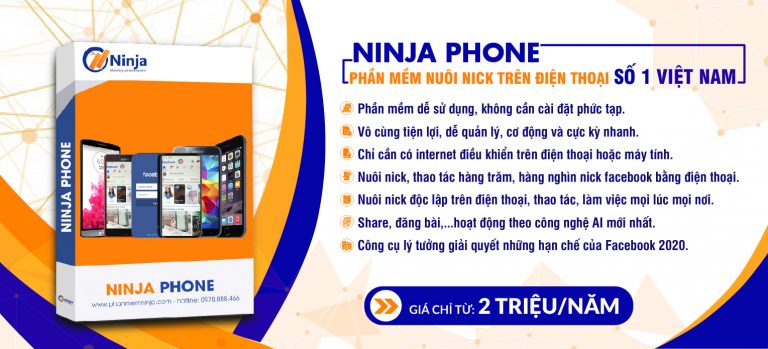 Ninja
NINJA PHONE
facebook
NINJA PHONE
www.phanmemninja.com - hotline: 0970.888.466
NINJA PHONE
PHẦN MỀM NUÔI NICK TRÊN ĐIỆN THOẠI SỐ 1 VIỆT NAM
Phần mềm dễ sử dụng, không cần cài đặt phức tạp.
Vô cùng tiện lợi, dễ quản lý, cơ động và cực kỳ nhanh.
Chỉ cần có internet điều khiển trên điện thoại hoặc máy tính.
Nuôi nick, thao tác hàng trăm, hàng nghìn nick facebook bằng điện thoại.
Nuôi nick độc lập trên điện thoại, thao tác, làm việc mọi lúc mọi nơi.
Share, đăng bài,...hoạt động theo công nghệ AI mới nhất.
Công cụ lý tưởng giải quyết những hạn chế của Facebook 2020.
GIÁ CHỈ TỪ: 2 TRIỆU/NĂM